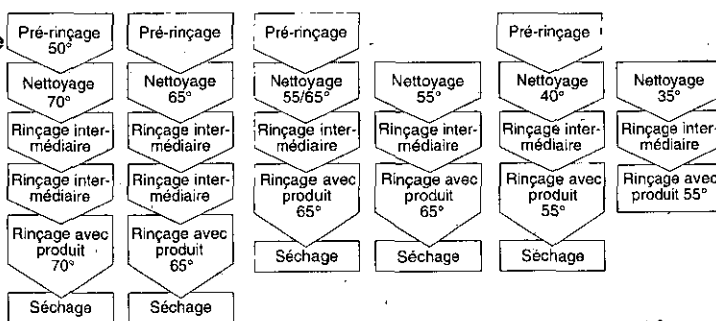 e
Pré-rinçage
50°
Nettoyage
70°
Rinçage inter-
médiaire
Rinçage inter-
médiaire
Rinçage avec
produit
70°
Séchage
Pré-rinçage
Nettoyage
65°
Rinçage inter-
médiaire
Rinçage inter-
médiaire
Rinçage avec
produit
65°
Séchage
Pré-rinçage
Nettoyage
55/65°
Rinçage inter-
médiaire
Rinçage avec
produit
65°
Séchage
Nettoyage
55°
Rinçage inter-
médiaire
Rinçage avec
produit
65°
Séchage
Pré-rinçage
Nettoyage
40°
Rinçage inter-
médiaire
Rinçage avec
produit
55°
Séchage
Nettoyage
35°
Rinçage inter-
médiaire
Rinçage avec
produit 55°